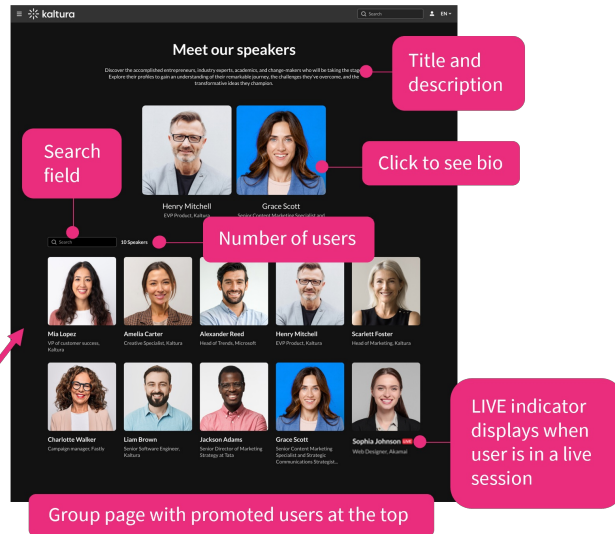 kaltura
Search
EN
Meet our speakers
Discover the accomplished entrepreneurs, industry experts, academics, and change-makers who will be taking the stage
Explore their profiles to gain an understanding of their remarkable journey, the challenges they've overcome, and the
transformative ideas they champion.
Title and
description
Search
field
Click to see bio
Henry Mitchell
EVP Product, Kaltura
Grace Scott
Senior Content Marketing Specialist and
Number of users
Search
10 Speakers
Mia Lopez
VP of customer success,
Kaltura
Amelia Carter
Creative Specialist, Kaltura
Alexander Reed
Head of Trends, Microsoft
Henry Mitchell
EVP Product, Kaltura
Scarlett Foster
Head of Marketing, Kaltura
Charlotte Walker
Campaign manager, Fastly
Liam Brown
Senior Software Engineer,
Kaltura
Jackson Adams
Senior Director of Marketing
Strategy at Tata
Grace Scott
Senior Content Marketing
Specialist and Strategic
Communications Strategist...
Sophia Johnson LIVE
Web Designer, Akamai
LIVE indicator
displays when
user is in a live
session
Group page with promoted users at the top